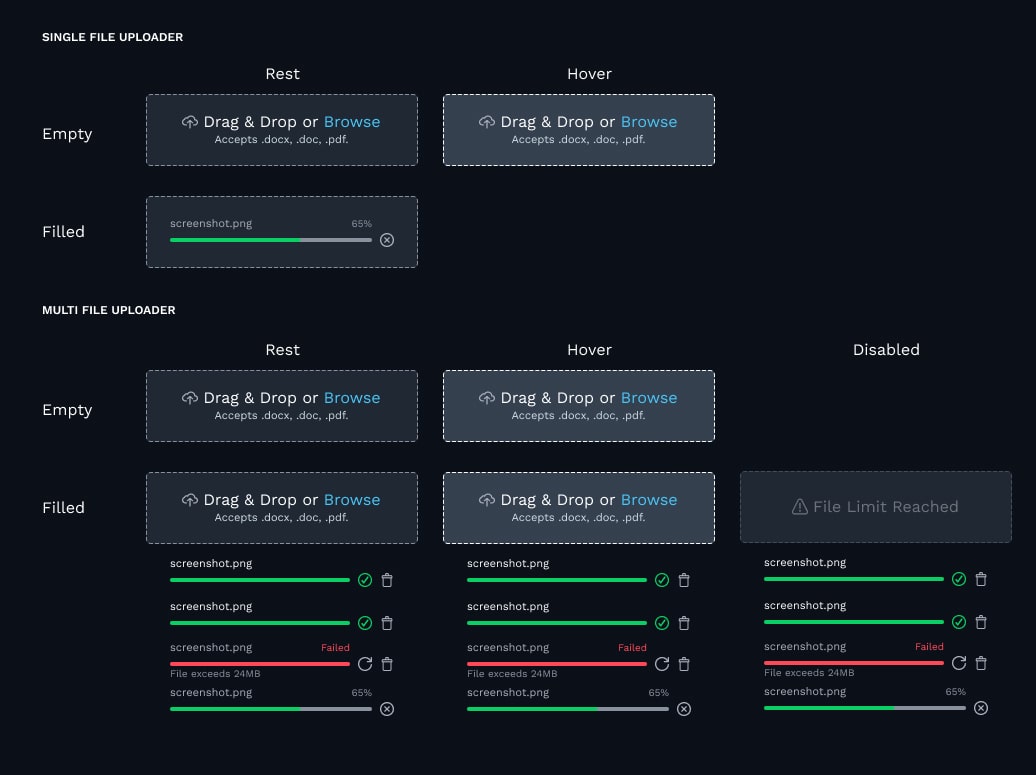 SINGLE FILE UPLOADER
Rest
Hover
Empty
Drag & Drop or Browse
Accepts .docx, .doc, .pdf.
Drag & Drop or Browse
Accepts .docx, .doc, .pdf.
Filled
screenshot.png 65%
MULTI FILE UPLOADER
Rest
Hover
Disabled
Empty
Drag & Drop or Browse
Accepts .docx, .doc, .pdf.
Drag & Drop or Browse
Accepts .docx, .doc, .pdf.
Filled
Drag & Drop or Browse
Accepts .docx, .doc, .pdf.
screenshot.png
screenshot.png
screenshot.png Failed
File exceeds 24MB
screenshot.png 65%
Drag & Drop or Browse
Accepts .docx, .doc, .pdf.
screenshot.png
screenshot.png
screenshot.png Failed
File exceeds 24MB
screenshot.png 65%
File Limit Reached
screenshot.png
screenshot.png
screenshot.png Failed
File exceeds 24MB
screenshot.png 65%